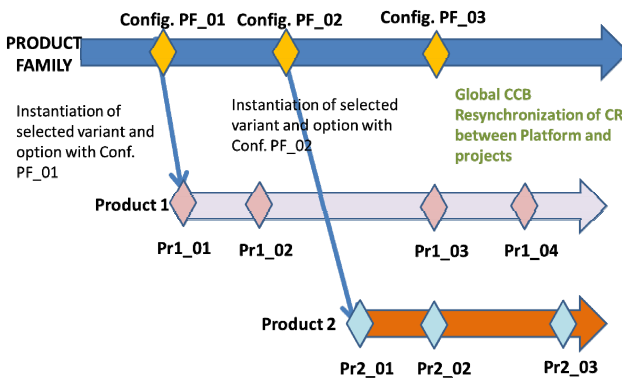 Config. PF_01
Config. PF_02
Config. PF_03
PRODUCT
FAMILY
Instantiation of
selected variant and
option with Conf.
PF_01
Instantiation of selected
variant and option with
Conf. PF_02
Global CCB
Resynchronization of CR
between Platform and
projects
Product 1
Pr1_01
Pr1_02
Pr1_03
Pr1_04
Product 2
Pr2_01
Pr2_02
Pr2_03